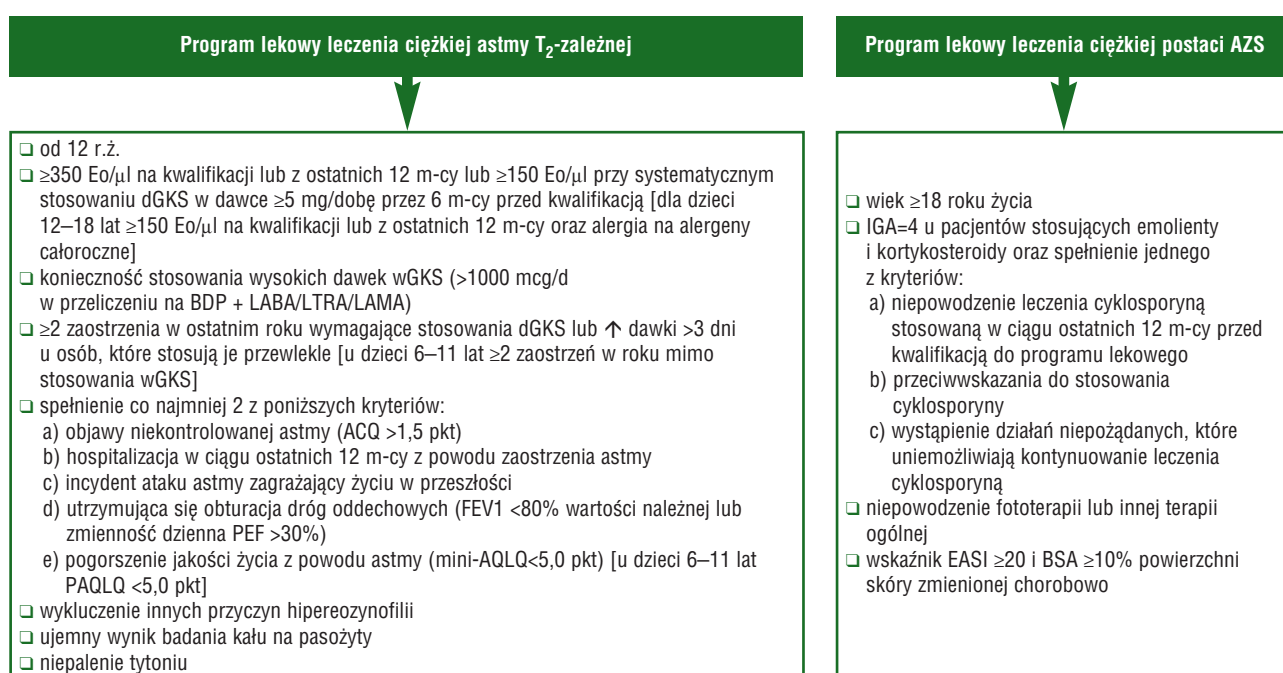 Program lekowy leczenia ciężkiej astmy T₂-zależnej
❏ od 12 r.ż.
❏ ≥350 Eo/μl na kwalifikacji lub z ostatnich 12 m-cy lub ≥150 Eo/μl przy systematycznym
stosowaniu dGKS w dawce ≥5 mg/dobę przez 6 m-cy przed kwalifikacją [dla dzieci
12–18 lat ≥150 Eo/μl na kwalifikacji lub z ostatnich 12 m-cy oraz alergia na alergeny
całoroczne]
❏ konieczność stosowania wysokich dawek wGKS (>1000 mcg/d
w przeliczeniu na BDP + LABA/LTRA/LAMA)
❏ ≥2 zaostrzenia w ostatnim roku wymagające stosowania dGKS lub ↑ dawki >3 dni
u osób, które stosują je przewlekle [u dzieci 6–11 lat ≥2 zaostrzeń w roku mimo
stosowania wGKS]
❏ spełnienie co najmniej 2 z poniższych kryteriów:
a) objawy niekontrolowanej astmy (ACQ >1,5 pkt)
b) hospitalizacja w ciągu ostatnich 12 m-cy z powodu zaostrzenia astmy
c) incydent ataku astmy zagrażający życiu w przeszłości
d) utrzymująca się obturacja dróg oddechowych (FEV1 <80% wartości należnej lub
zmienność dzienna PEF >30%)
e) pogorszenie jakości życia z powodu astmy (mini-AQLQ<5,0 pkt) [u dzieci 6–11 lat
PAQLQ <5,0 pkt]
❏ wykluczenie innych przyczyn hipereozynofilii
❏ ujemny wynik badania kału na pasożyty
❏ niepalenie tytoniu
Program lekowy leczenia ciężkiej postaci AZS
❏ wiek ≥18 roku życia
❏ IGA=4 u pacjentów stosujących emolienty
i kortykosteroidy oraz spełnienie jednego
z kryteriów:
a) niepowodzenie leczenia cyklosporyną
stosowaną w ciągu ostatnich 12 m-cy przed
kwalifikacją do programu lekowego
b) przeciwwskazania do stosowania
cyklosporyny
c) wystąpienie działań niepożądanych, które
uniemożliwiają kontynuowanie leczenia
cyklosporyną
❏ niepowodzenie fototerapii lub innej terapii
ogólnej
❏ wskaźnik EASI ≥20 i BSA ≥10% powierzchni
skóry zmienionej chorobowo